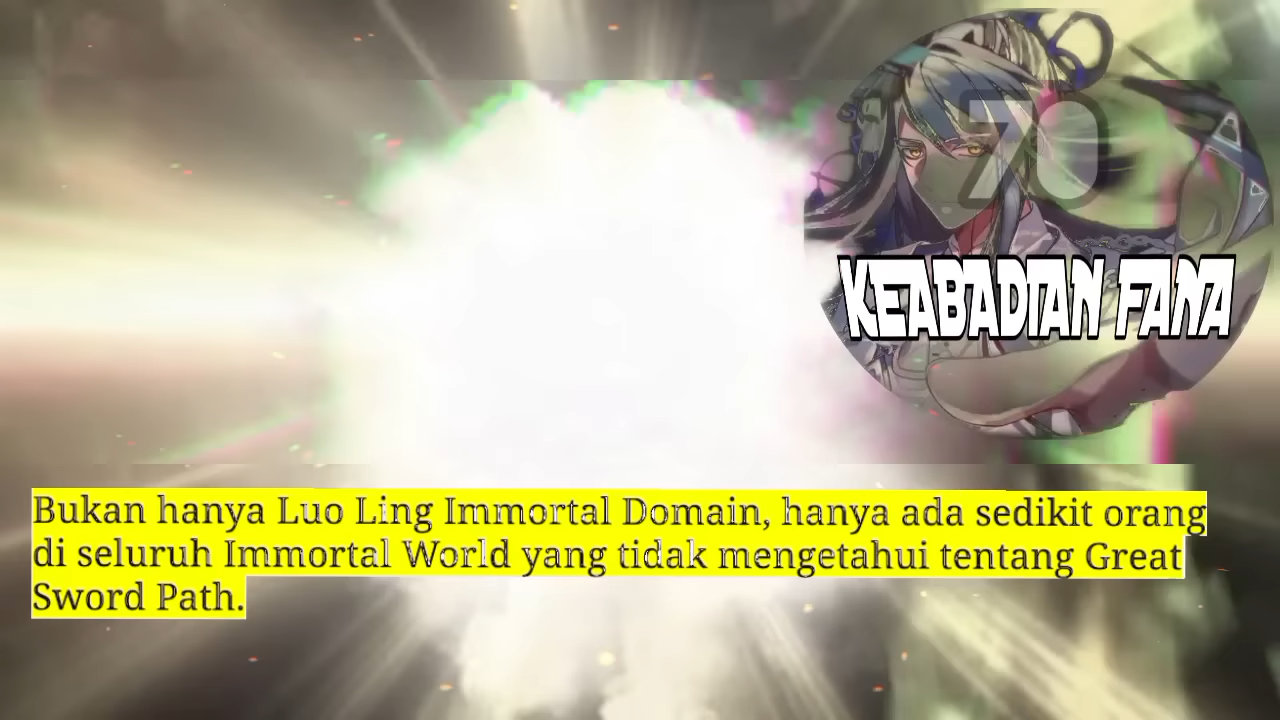 70
KEABADIAN FANA
Bukan hanya Luo Ling Immortal Domain, hanya ada sedikit orang
di seluruh Immortal World yang tidak mengetahui tentang Great
Sword Path.